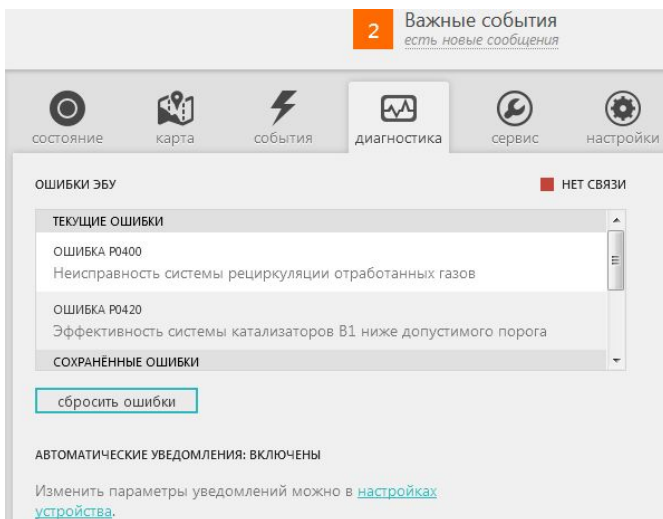 2
Важные события
есть новые сообщения
состояние
карта
события
диагностика
сервис
настройки
ОШИБКИ ЭБУ
НЕТ СВЯЗИ
ТЕКУЩИЕ ОШИБКИ
ОШИБКА P0400
Неисправность системы рециркуляции отработанных газов
ОШИБКА P0420
Эффективность системы катализаторов B1 ниже допустимого порога
СОХРАНЁННЫЕ ОШИБКИ
сбросить ошибки
АВТОМАТИЧЕСКИЕ УВЕДОМЛЕНИЯ: ВКЛЮЧЕНЫ
Изменить параметры уведомлений можно в настройках
устройства.